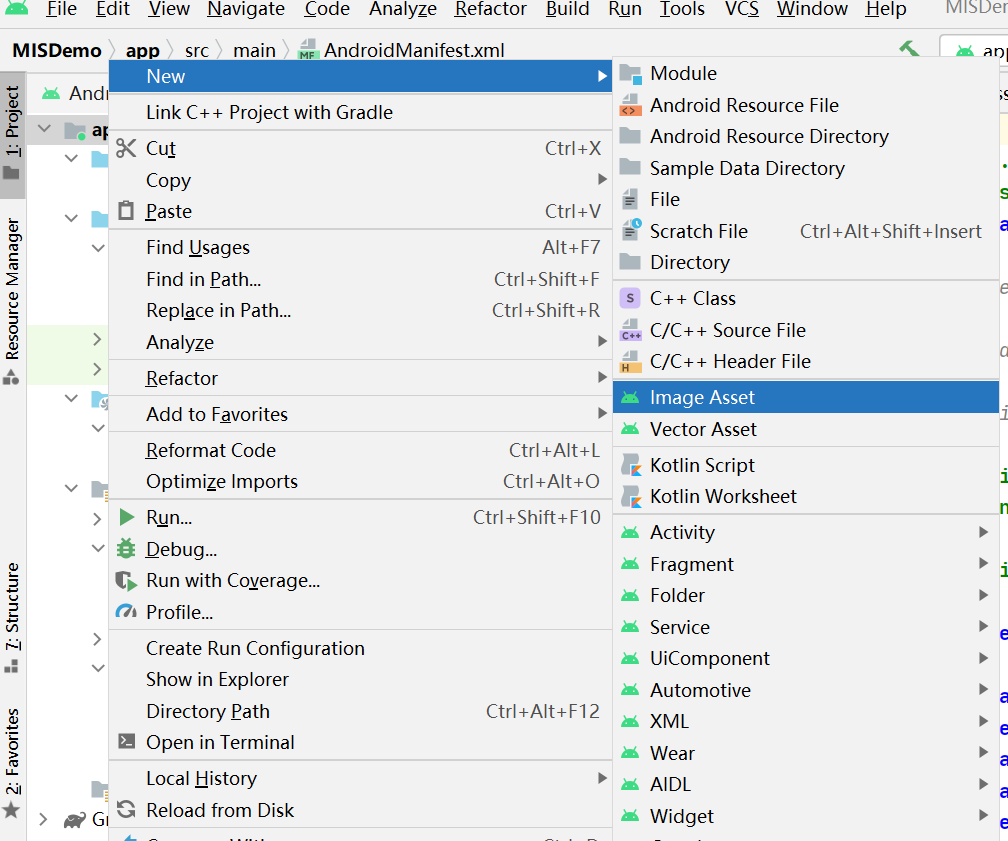 File Edit View Navigate Code Analyze Refactor Build Run Tools VCS Window Help MISDer
MISDemo app src main AndroidManifest.xml app
1: Project
Resource Manager
7: Structure
2: Favorites
Andr
ap
Gr
New
Link C++ Project with Gradle
Cut Ctrl+X
Copy
Paste Ctrl+V
Find Usages Alt+F7
Find in Path... Ctrl+Shift+F
Replace in Path... Ctrl+Shift+R
Analyze
Refactor
Add to Favorites
Reformat Code Ctrl+Alt+L
Optimize Imports Ctrl+Alt+O
Run... Ctrl+Shift+F10
Debug...
Run with Coverage...
Profile...
Create Run Configuration
Show in Explorer
Directory Path Ctrl+Alt+F12
Open in Terminal
Local History
Reload from Disk
Module
Android Resource File
Android Resource Directory
Sample Data Directory
File
Scratch File Ctrl+Alt+Shift+Insert
Directory
C++ Class
C/C++ Source File
C/C++ Header File
Image Asset
Vector Asset
Kotlin Script
Kotlin Worksheet
Activity
Fragment
Folder
Service
UiComponent
Automotive
XML
Wear
AIDL
Widget